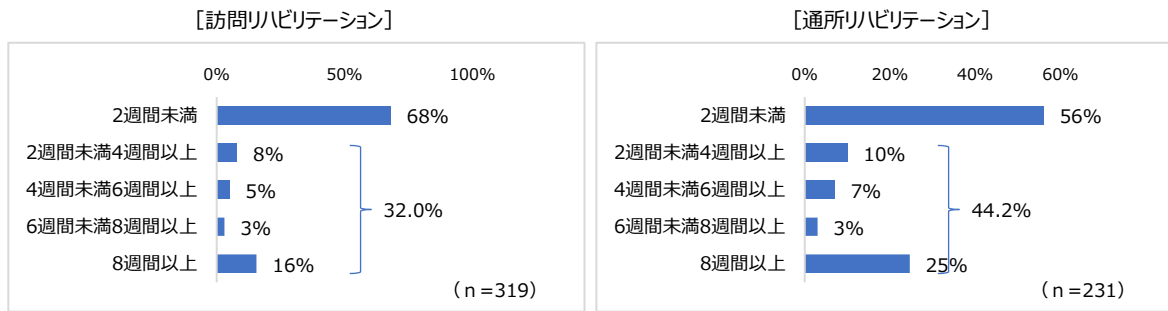 [訪問リハビリテーション]
0% 50% 100%
2週間未満 68%
2週間未満4週間以上 8%
4週間未満6週間以上 5%
6週間未満8週間以上 3%
8週間以上 16%
32.0%
(n=319)
[通所リハビリテーション]
0% 20% 40% 60%
2週間未満 56%
2週間未満4週間以上 10%
4週間未満6週間以上 7%
6週間未満8週間以上 3%
8週間以上 25%
44.2%
(n=231)